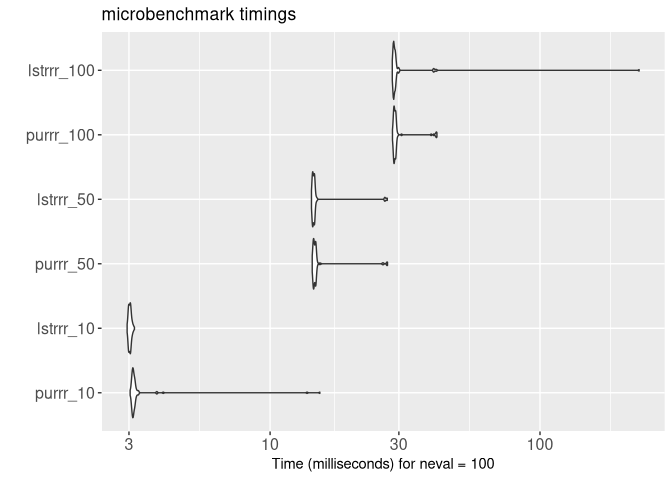 microbenchmark timings
lstrrr_100
purrr_100
lstrrr_50
purrr_50
lstrrr_10
purrr_10
3 10 30 100
Time (milliseconds) for neval = 100